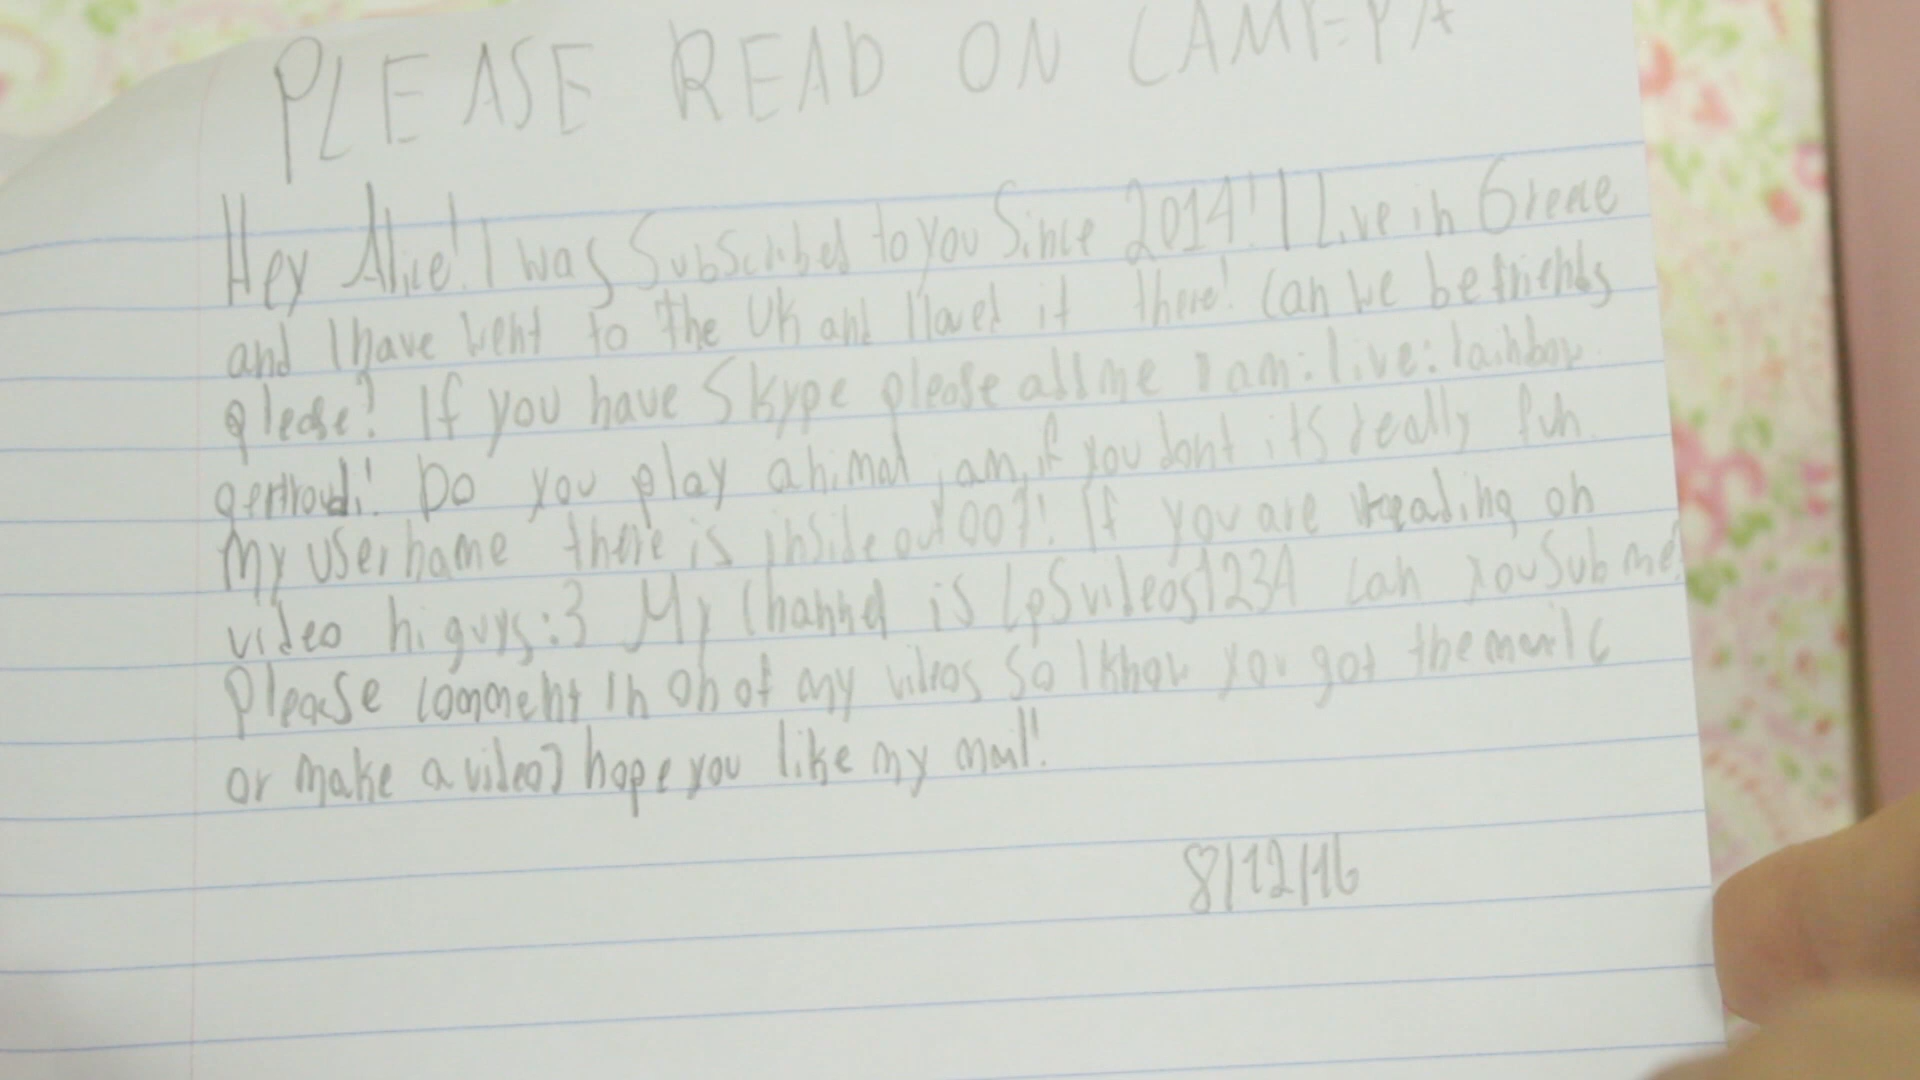 PLEASE READ ON CAMERA
Hey Alice! I was Subscribed to you Since 2014! I Live in Greece
and I have went to the UK and I loved it there! Can we be friends
please? If you have Skype please add me I am: live: rainbow
gerthoudi! Do you play animal jam, if you dont its really fun
my username there is insideout007! If you are reading on
video hi guys :3 My Channel is LpSvideos1234 Can you Sub me?
Please comment in on of my videos So I know you got the mail
or make a video I hope you like my mail!
8/12/16